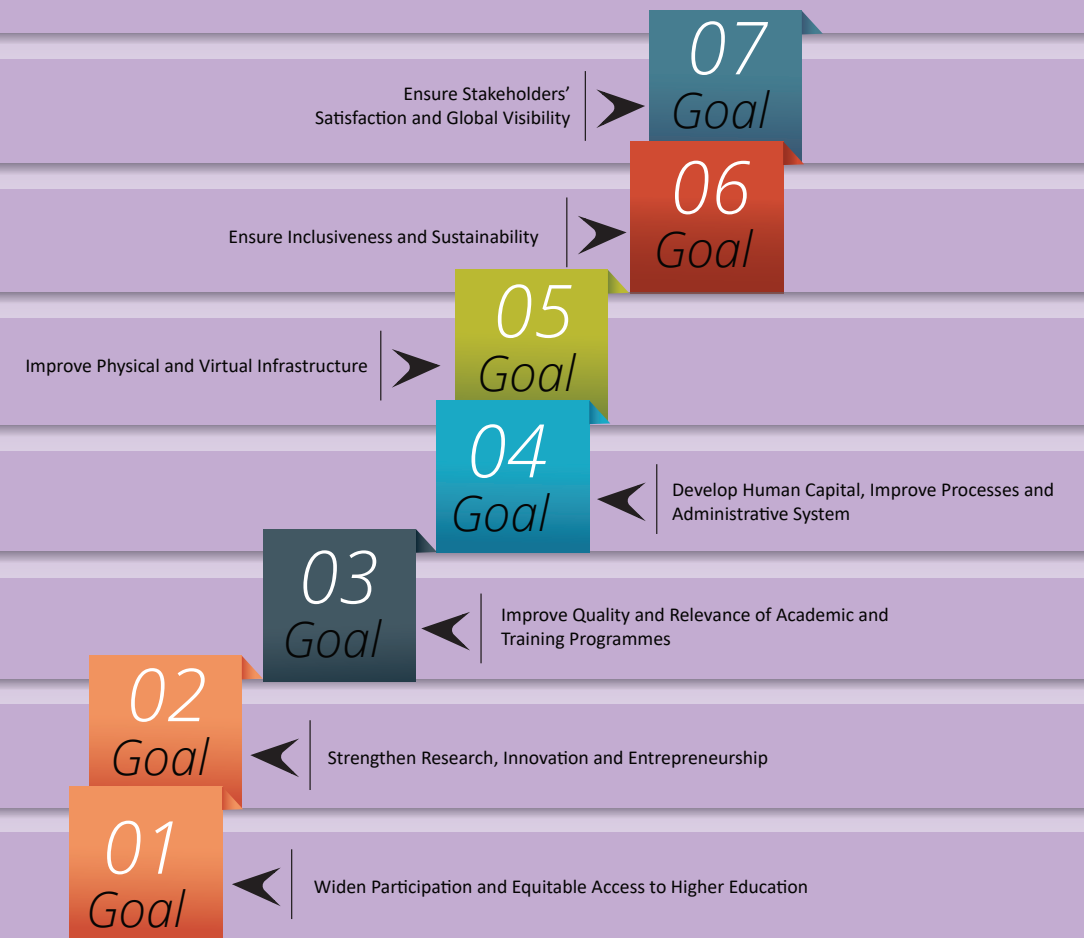 07
Goal
Ensure Stakeholders’
Satisfaction and Global Visibility
06
Goal
Ensure Inclusiveness and Sustainability
05
Goal
Improve Physical and Virtual Infrastructure
04
Goal
Develop Human Capital, Improve Processes and
Administrative System
03
Goal
Improve Quality and Relevance of Academic and
Training Programmes
02
Goal
Strengthen Research, Innovation and Entrepreneurship
01
Goal
Widen Participation and Equitable Access to Higher Education